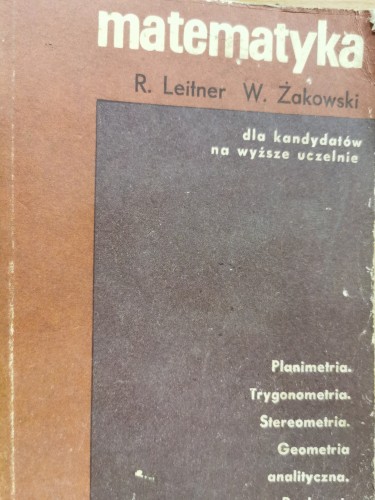 matematyka
R. Leitner W. Żakowski
dla kandydatów
na wyższe uczelnie
Planimetria.
Trygonometria.
Stereometria.
Geometria
analityczna.